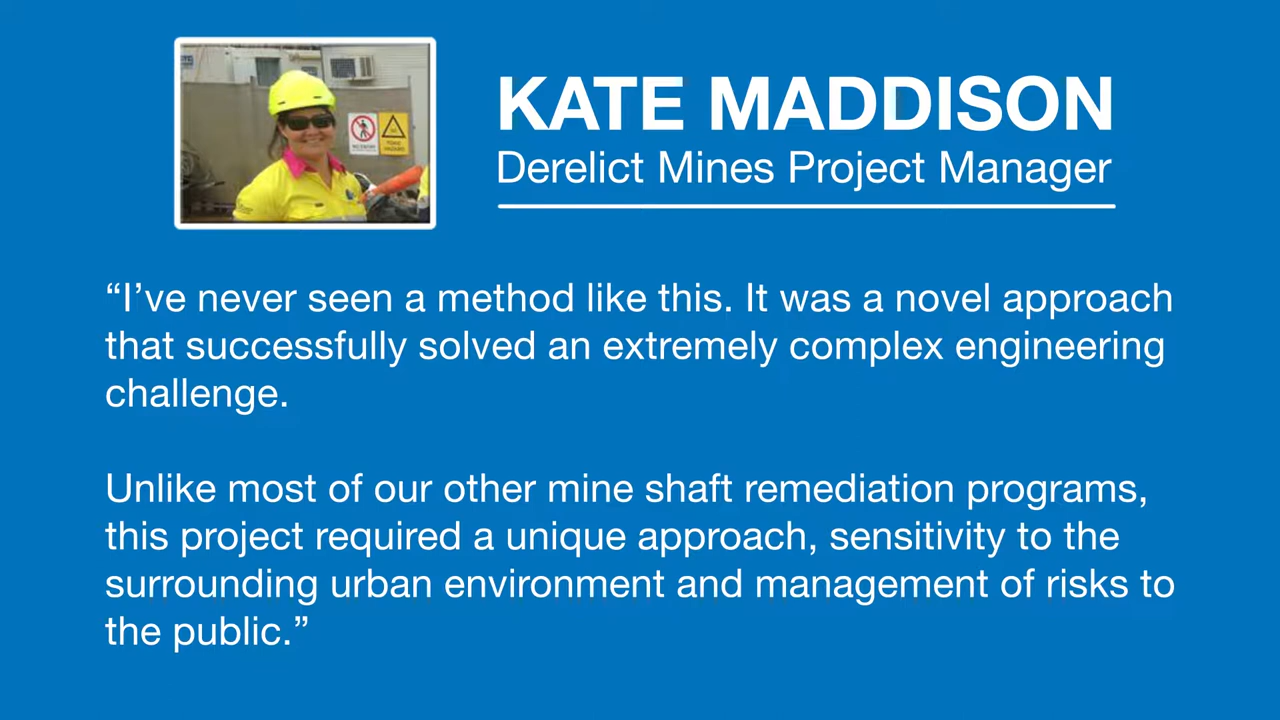 KATE MADDISON
Derelict Mines Project Manager
“I’ve never seen a method like this. It was a novel approach
that successfully solved an extremely complex engineering
challenge.
Unlike most of our other mine shaft remediation programs,
this project required a unique approach, sensitivity to the
surrounding urban environment and management of risks to
the public.”